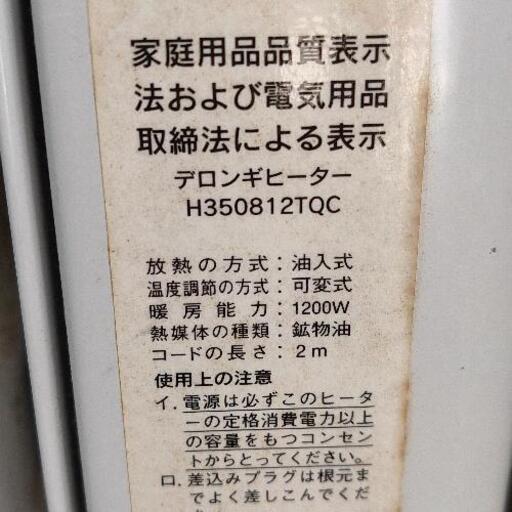 家庭用品品質表示
法および電気用品
取締法による表示
デロンギヒーター
H350812TQC
放熱の方式：油入式
温度調節の方式：可変式
暖房能力：1200W
熱媒体の種類：鉱物油
コードの長さ：2m
使用上の注意
イ．電源は必ずこのヒータ
ーの定格消費電力以上
の容量をもつコンセン
トからとってください。
ロ．差込みプラグは根元ま
でよく差しこんでくだ